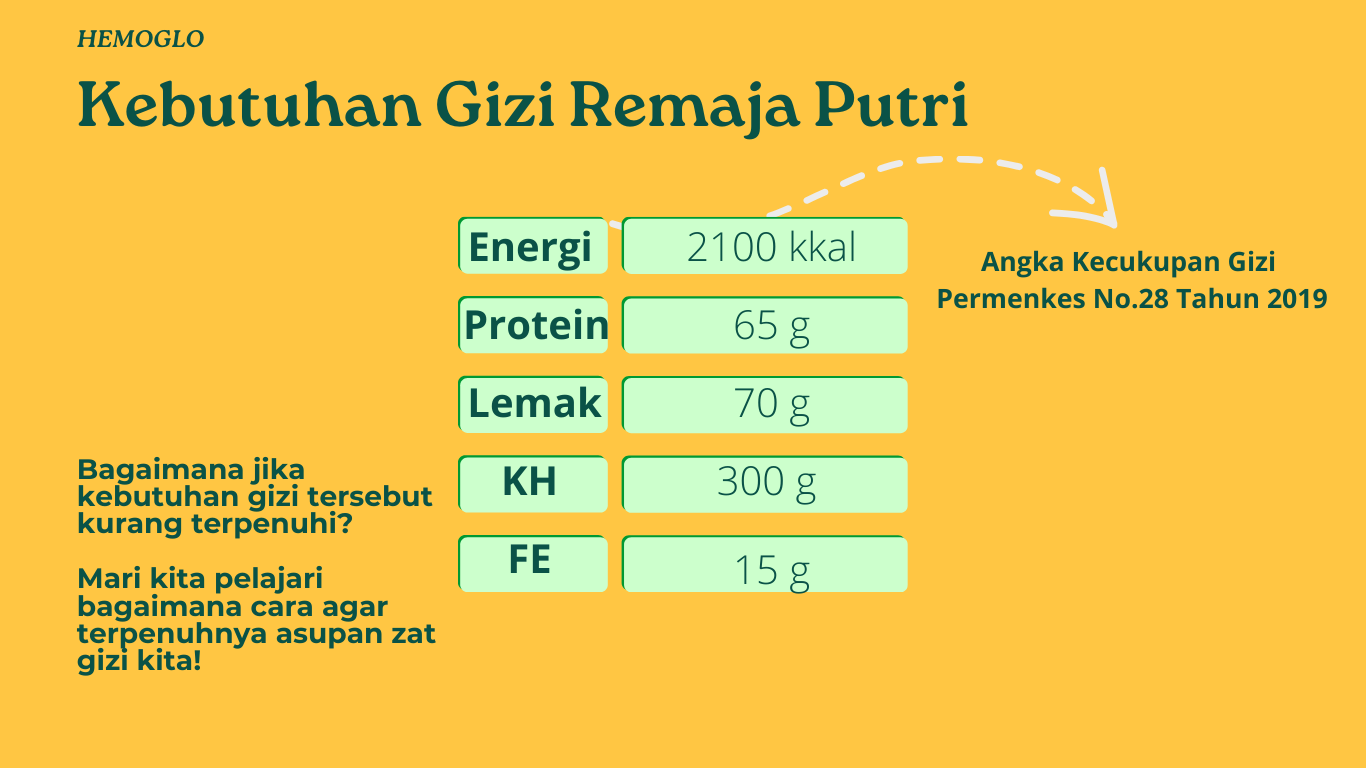 HEMOGLO
Kebutuhan Gizi Remaja Putri
Energi 2100 kkal
Protein 65 g
Lemak 70 g
KH 300 g
FE 15 g
Angka Kecukupan Gizi
Permenkes No.28 Tahun 2019
Bagaimana jika
kebutuhan gizi tersebut
kurang terpenuhi?
Mari kita pelajari
bagaimana cara agar
terpenuhnya asupan zat
gizi kita!